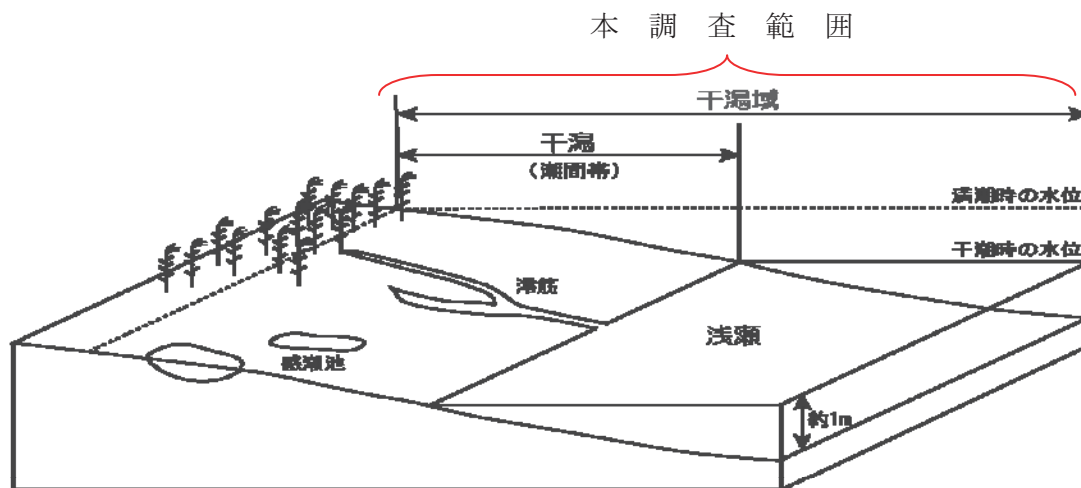 本調査範囲
干潟域
干潟
(潮間帯)
満潮時の水位
干潮時の水位
澪筋
浅瀬
感潮池
約1m